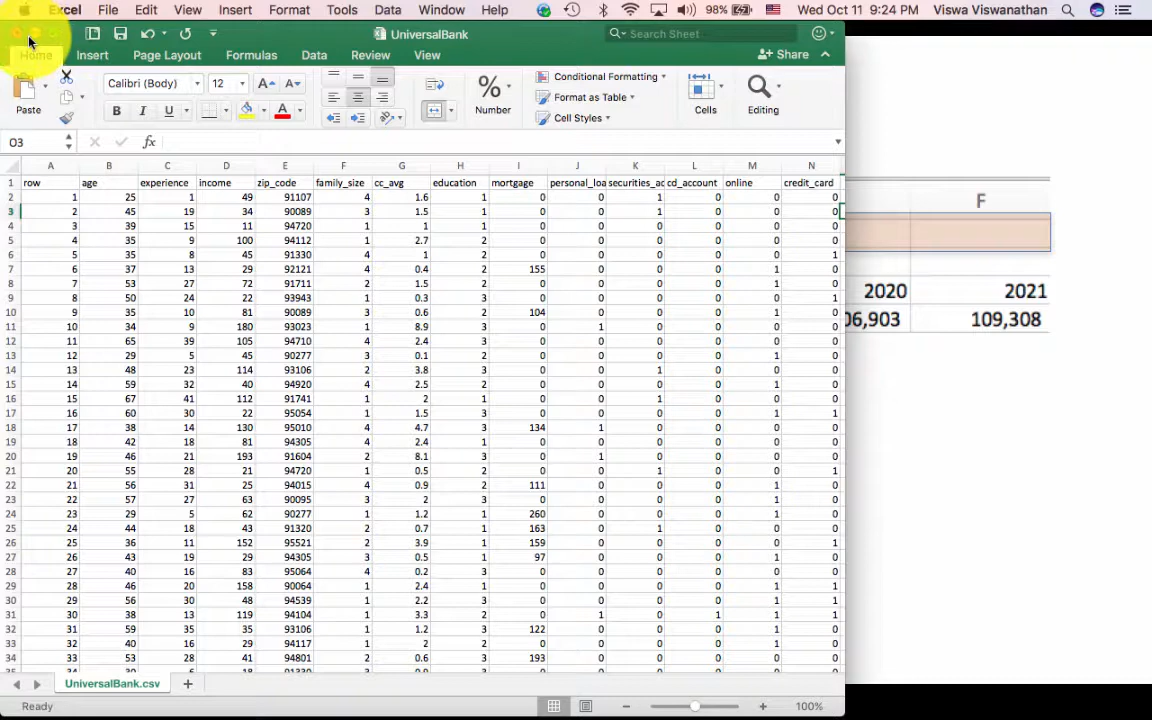 Excel File Edit View Insert Format Tools Data Window Help 98% Wed Oct 11 9:24 PM Viswa Viswanathan
UniversalBank Search Sheet
Home Insert Page Layout Formulas Data Review View Share
Paste Calibri (Body) 12 A A Number Conditional Formatting Cells Editing
B I U A Format as Table
Cell Styles
O3 fx
A B C D E F G H I J K L M N
1 row age experience income zip_code family_size cc_avg education mortgage personal_loa securities_ac cd_account online credit_card
2 1 25 1 49 91107 4 1.6 1 0 0 1 0 0 0
3 2 45 19 34 90089 3 1.5 1 0 0 1 0 0 0
4 3 39 15 11 94720 1 1 1 0 0 0 0 0 0
5 4 35 9 100 94112 1 2.7 2 0 0 0 0 0 0
6 5 35 8 45 91330 4 1 2 0 0 0 0 0 1
7 6 37 13 29 92121 4 0.4 2 155 0 0 0 1 0
8 7 53 27 72 91711 2 1.5 2 0 0 0 0 1 0
9 8 50 24 22 93943 1 0.3 3 0 0 0 0 0 1
10 9 35 10 81 90089 3 0.6 2 104 0 0 0 1 0
11 10 34 9 180 93023 1 8.9 3 0 1 0 0 0 0
12 11 65 39 105 94710 4 2.4 3 0 0 0 0 0 0
13 12 29 5 45 90277 3 0.1 2 0 0 0 0 1 0
14 13 48 23 114 93106 2 3.8 3 0 0 1 0 0 0
15 14 59 32 40 94920 4 2.5 2 0 0 0 0 1 0
16 15 67 41 112 91741 1 2 1 0 0 1 0 0 0
17 16 60 30 22 95054 1 1.5 3 0 0 0 0 1 1
18 17 38 14 130 95010 4 4.7 3 134 1 0 0 0 0
19 18 42 18 81 94305 4 2.4 1 0 0 0 0 0 0
20 19 46 21 193 91604 2 8.1 3 0 1 0 0 0 0
21 20 55 28 21 94720 1 0.5 2 0 0 1 0 0 1
22 21 56 31 25 94015 4 0.9 2 111 0 0 0 1 0
23 22 57 27 63 90095 3 2 3 0 0 0 0 1 0
24 23 29 5 62 90277 1 1.2 1 260 0 0 0 1 0
25 24 44 18 43 91320 2 0.7 1 163 0 1 0 0 0
26 25 36 11 152 95521 2 3.9 1 159 0 0 0 0 1
27 26 43 19 29 94305 3 0.5 1 97 0 0 0 1 0
28 27 40 16 83 95064 4 0.2 3 0 0 0 0 0 0
29 28 46 20 158 90064 1 2.4 1 0 0 0 0 1 1
30 29 56 30 48 94539 1 2.2 3 0 0 0 0 1 1
31 30 38 13 119 94104 1 3.3 2 0 1 0 1 1 1
32 31 59 35 35 93106 1 1.2 3 122 0 0 0 1 0
33 32 40 16 29 94117 1 2 2 0 0 0 0 1 0
34 33 53 28 41 94801 2 0.6 3 193 0 0 0 0 0
UniversalBank.csv
Ready 100%
F
2020 2021
06,903 109,308